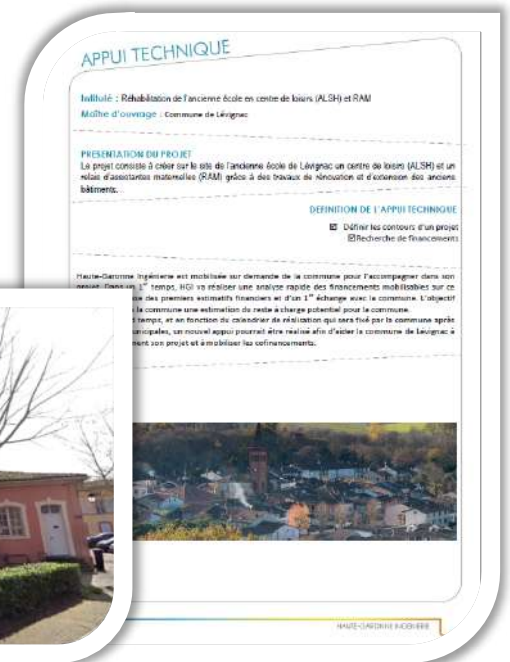 APPUI TECHNIQUE
Intitulé : Réhabilitation de l'ancienne école en centre de loisirs (ALSH) et RAM
Maître d'ouvrage : Commune de Lévignac
PRESENTATION DU PROJET
Le projet consiste à créer sur le site de l'ancienne école de Lévignac un centre de loisirs (ALSH) et un
relais d'assistantes maternelles (RAM) grâce à des travaux de rénovation et d'extension des anciens
bâtiments.
DEFINITION DE L'APPUI TECHNIQUE
☑ Définir les contours d'un projet
☑Recherche de financements
Haute-Garonne Ingénierie est mobilisée sur demande de la commune pour l'accompagner dans son
projet. Dans un 1er temps, HGI va réaliser une analyse rapide des financements mobilisables sur ce
des premiers estimatifs financiers et d'un 1er échange avec la commune. L'objectif
la commune une estimation du reste à charge potentiel pour la commune.
temps, et en fonction du calendrier de réalisation qui sera fixé par la commune après
municipales, un nouvel appui pourrait être réalisé afin d'aider la commune de Lévignac à
son projet et à mobiliser les cofinancements.
HAUTE-GARONNE INGENIERIE